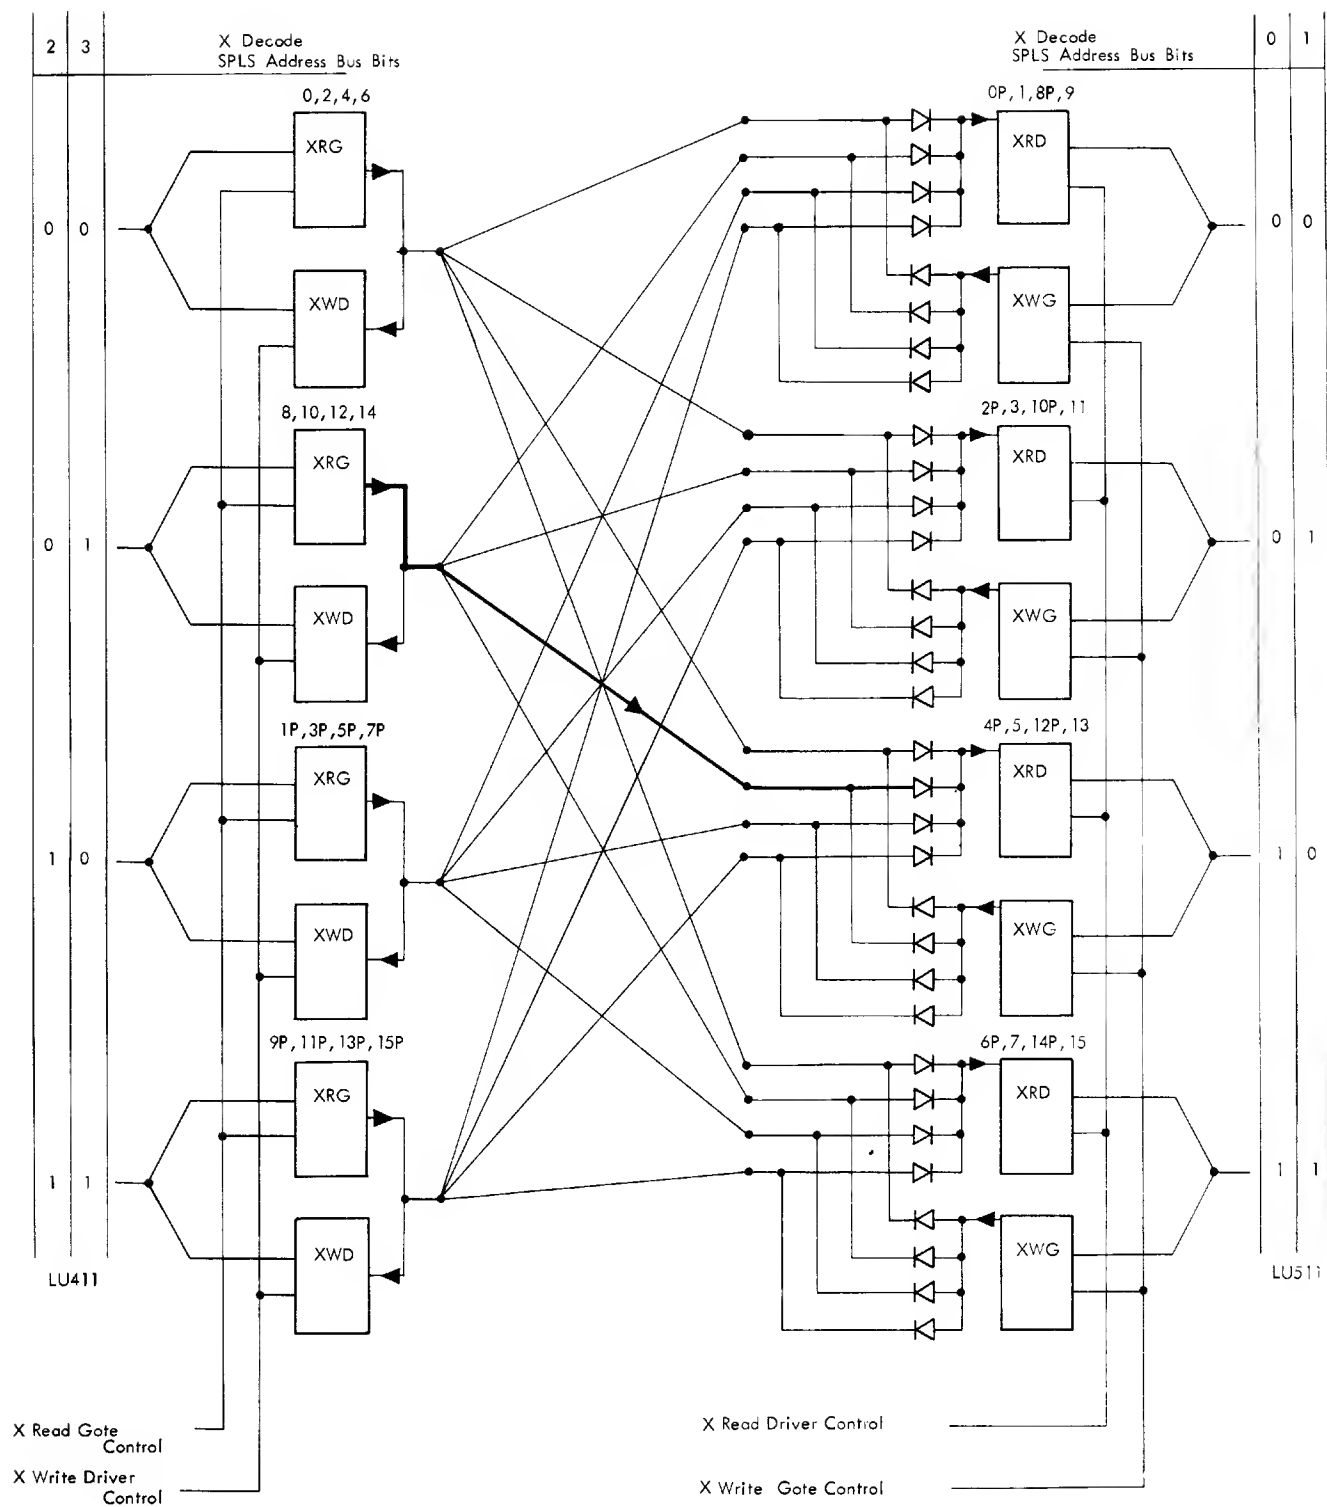 2 3
X Decode
SPLS Address Bus Bits
X Decode
SPLS Address Bus Bits
0 1
0,2,4,6
XRG
XWD
0 0
0P,1,8P,9
XRD
XWG
0 0
8,10,12,14
XRG
XWD
0 1
2P,3,10P,11
XRD
XWG
0 1
1P,3P,5P,7P
XRG
XWD
1 0
4P,5,12P,13
XRD
XWG
1 0
9P,11P,13P,15P
XRG
XWD
1 1
6P,7,14P,15
XRD
XWG
1 1
LU411
LU511
X Read Gote
Control
X Write Driver
Control
X Read Driver Control
X Write Gate Control